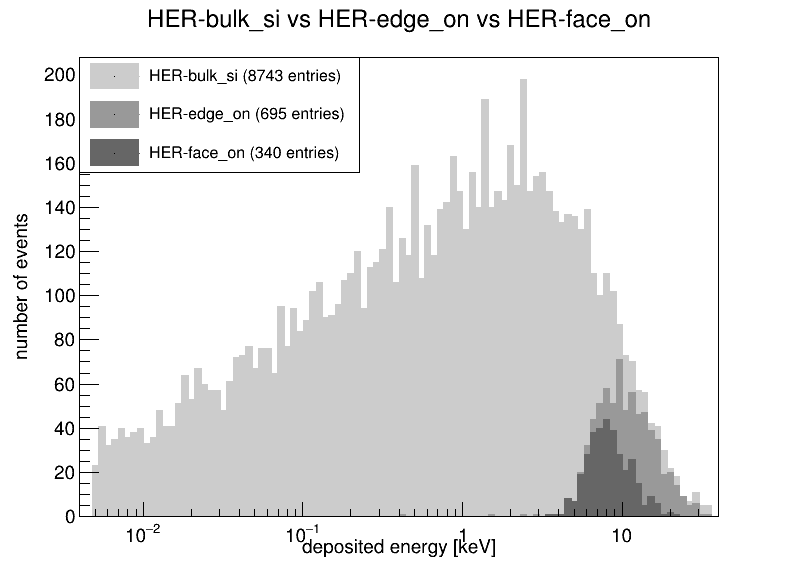 HER-bulk_si vs HER-edge_on vs HER-face_on
HER-bulk_si (8743 entries)
HER-edge_on (695 entries)
HER-face_on (340 entries)
number of events
200
180
160
140
120
100
80
60
40
20
0
10−2
10−1
1
10
deposited energy [keV]